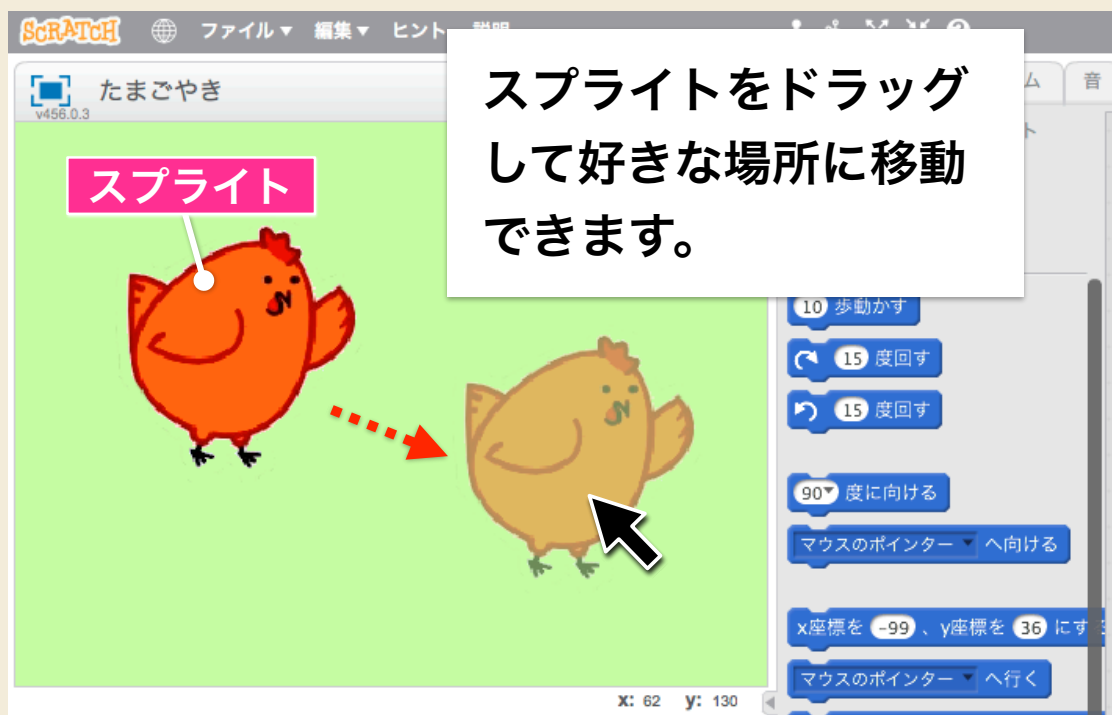 SCRATCH ファイル▼ 編集▼ ヒント 説明
たまごやき
v456.0.3
スプライト
スプライトをドラッグ
して好きな場所に移動
できます。
ム 音
ト
10 歩動かす
15 度回す
15 度回す
90▼ 度に向ける
マウスのポインター▼ へ向ける
x座標を -99 、y座標を 36 にする
マウスのポインター▼ へ行く
X: 62 y: 130